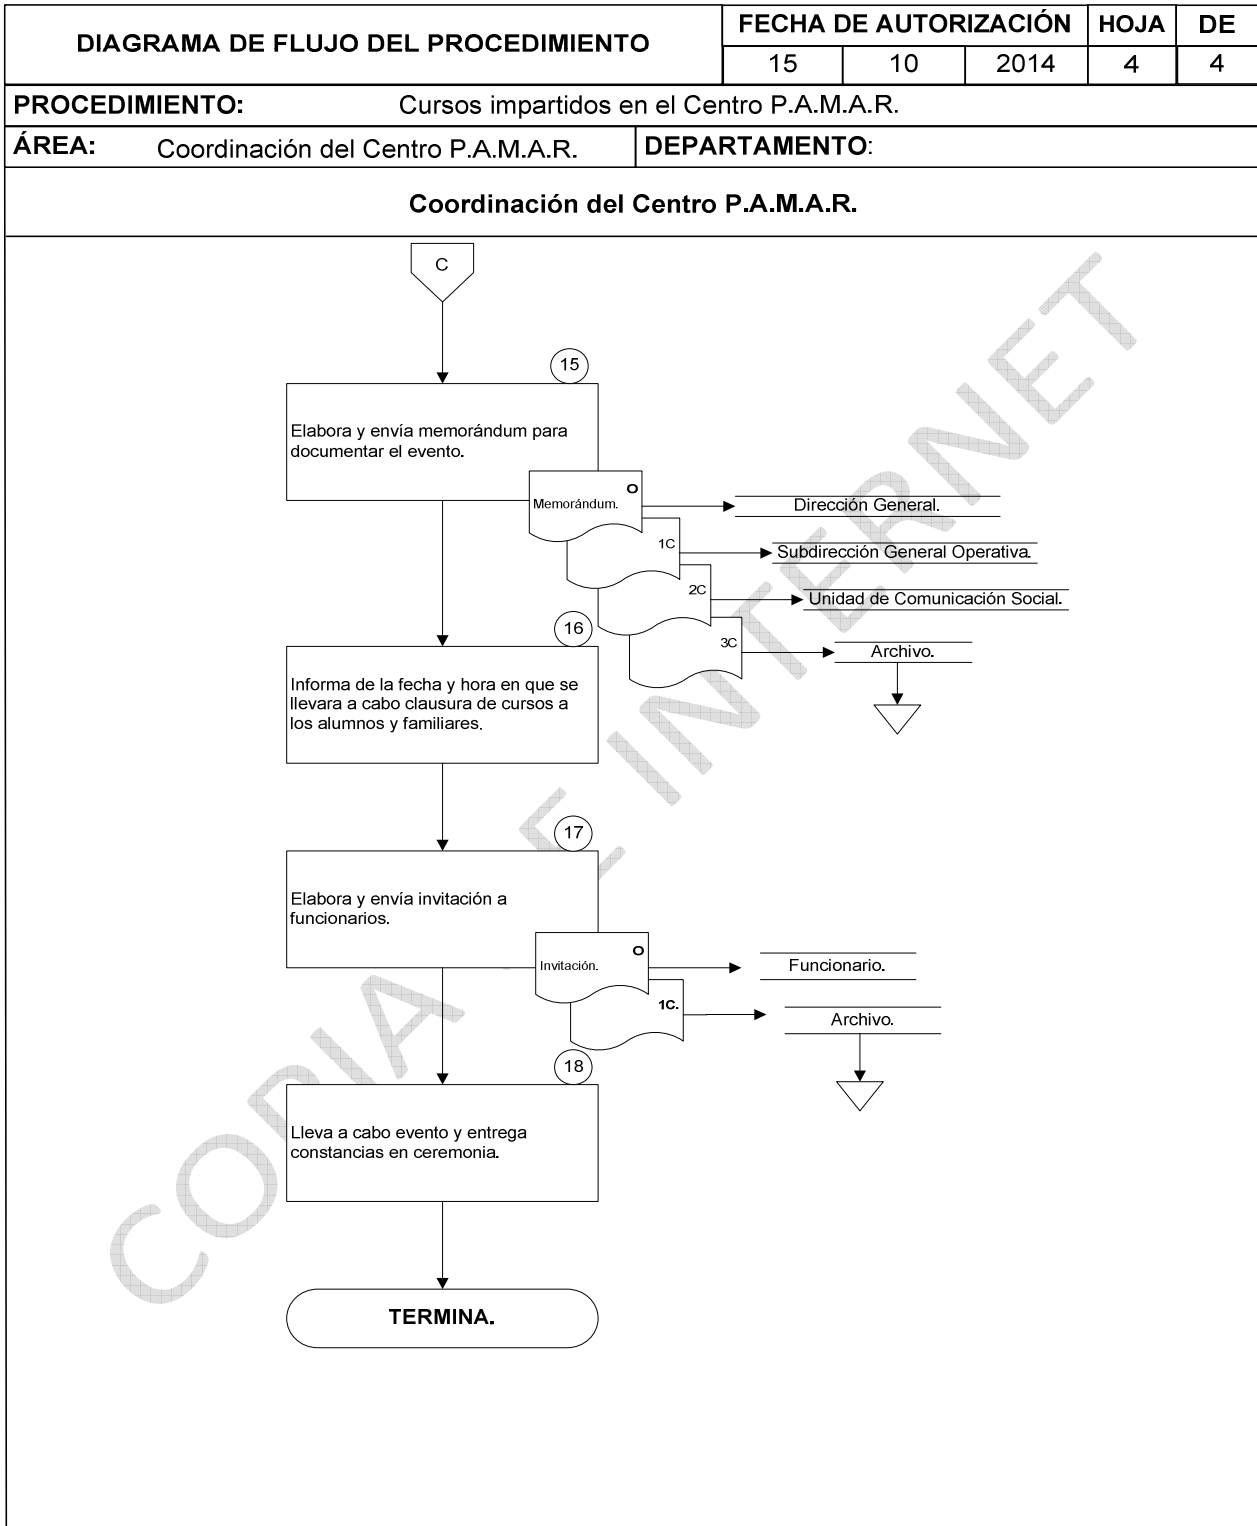 DIAGRAMA DE FLUJO DEL PROCEDIMIENTO
FECHA DE AUTORIZACIÓN
HOJA
DE
15
10
2014
4
4
PROCEDIMIENTO: Cursos impartidos en el Centro P.A.M.A.R.
ÁREA: Coordinación del Centro P.A.M.A.R.
DEPARTAMENTO:
Coordinación del Centro P.A.M.A.R.
C
15
Elabora y envía memorándum para
documentar el evento.
O
Memorándum.
Dirección General.
1C
Subdirección General Operativa.
2C
Unidad de Comunicación Social.
3C
Archivo.
16
Informa de la fecha y hora en que se
llevara a cabo clausura de cursos a
los alumnos y familiares.
17
Elabora y envía invitación a
funcionarios.
O
Invitación.
Funcionario.
1C.
Archivo.
18
Lleva a cabo evento y entrega
constancias en ceremonia.
TERMINA.
COPIA DE INTERNET